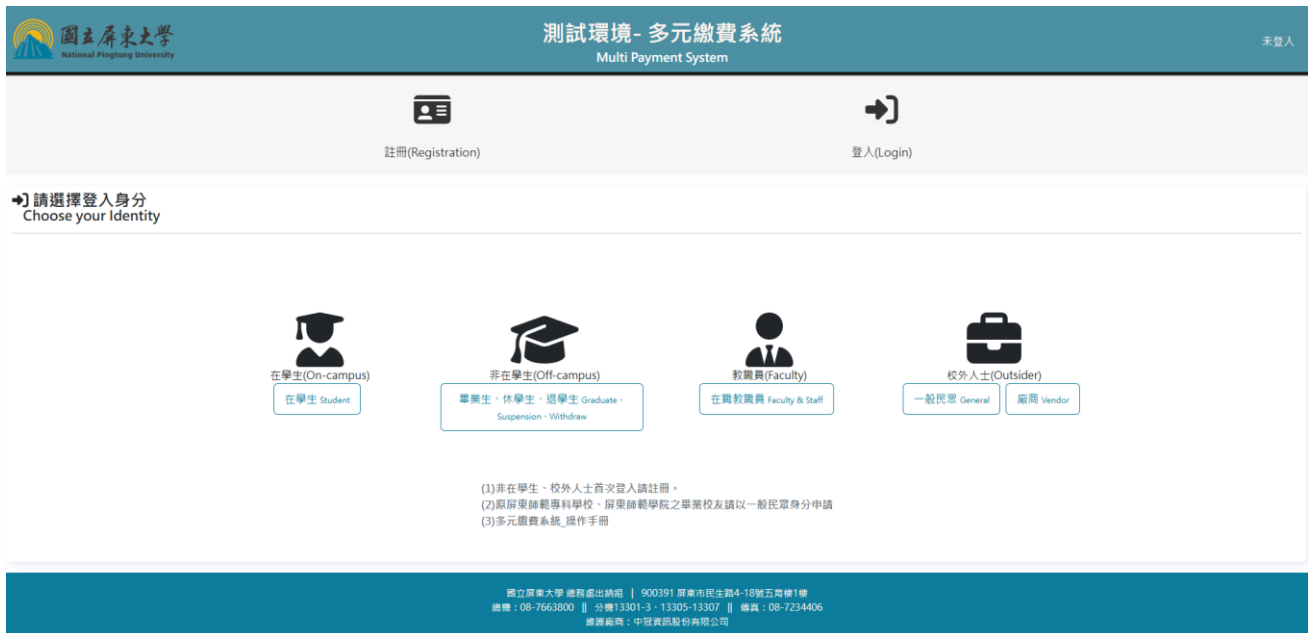 國立屏東大學
National Pingtung University
測試環境- 多元繳費系統
Multi Payment System
未登入
註冊(Registration)
登入(Login)
請選擇登入身分
Choose your Identity
在學生(On-campus)
在學生 Student
非在學生(Off-campus)
畢業生、休學生、退學生 Graduate、
Suspension、Withdraw
教職員(Faculty)
在職教職員 Faculty & Staff
校外人士(Outsider)
一般民眾 General
廠商 Vendor
(1)非在學生、校外人士首次登入請註冊。
(2)原屏東師範專科學校、屏東師範學院之畢業校友請以一般民眾身分申請
(3)多元繳費系統_操作手冊
國立屏東大學 總務處出納組 | 900391 屏東市民生路4-18號五育樓1樓
總機：08-7663800 || 分機13301-3、13305-13307 || 傳真：08-7234406
維護廠商：中冠資訊股份有限公司